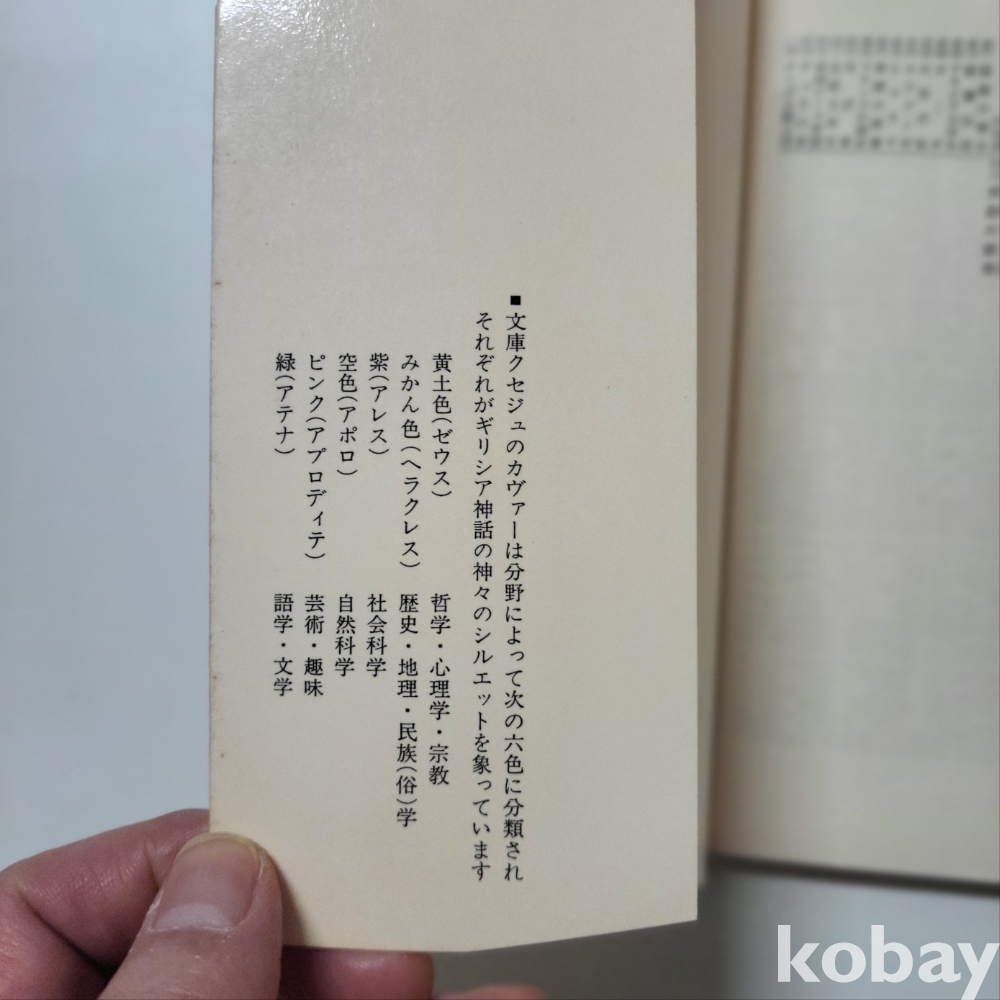 ■文庫クセジュのカヴァーは分野によって次の六色に分類され
それぞれがギリシア神話の神々のシルエットを象っています
黄土色(ゼウス) 哲学・心理学・宗教
みかん色(ヘラクレス) 歴史・地理・民族(俗)学
紫(アレス) 社会科学
空色(アポロ) 自然科学
ピンク(アプロディテ) 芸術・趣味
緑(アテナ) 語学・文学
kobay